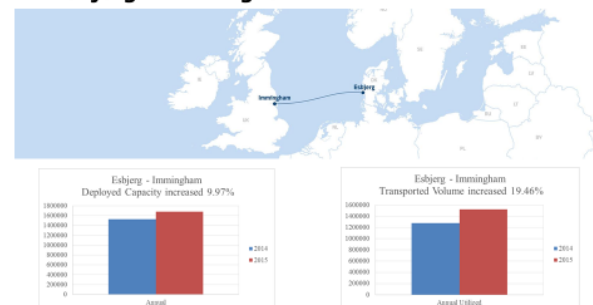 Immingham
Esbjerg
Esbjerg - Immingham
Deployed Capacity increased 9.97%
1800000
1600000
1400000
1200000
1000000
800000
600000
400000
200000
0
2014
2015
Annual
Esbjerg - Immingham
Transported Volume increased 19.46%
1600000
1400000
1200000
1000000
800000
600000
400000
200000
0
2014
2015
Annual Utilized